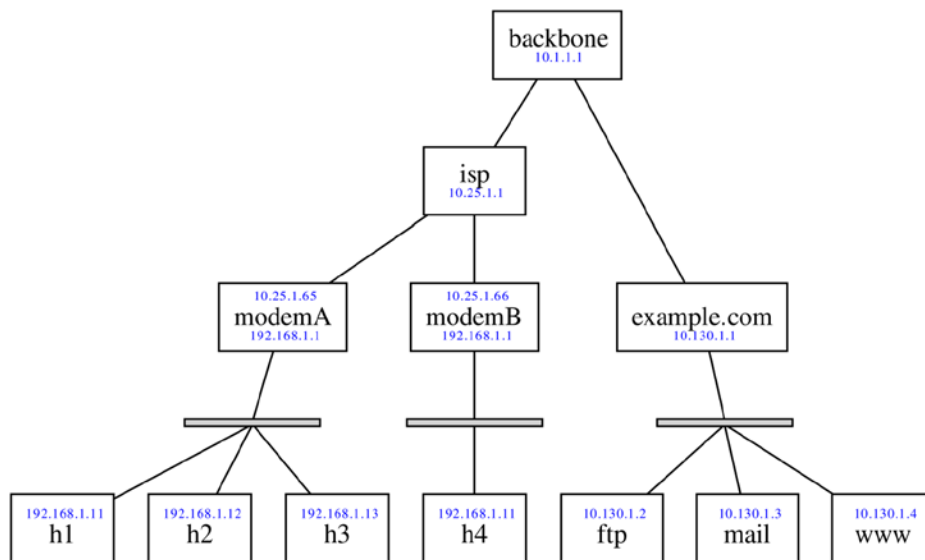 backbone
10.1.1.1
isp
10.25.1.1
10.25.1.65
modemA
192.168.1.1
10.25.1.66
modemB
192.168.1.1
example.com
10.130.1.1
192.168.1.11
h1
192.168.1.12
h2
192.168.1.13
h3
192.168.1.11
h4
10.130.1.2
ftp
10.130.1.3
mail
10.130.1.4
www